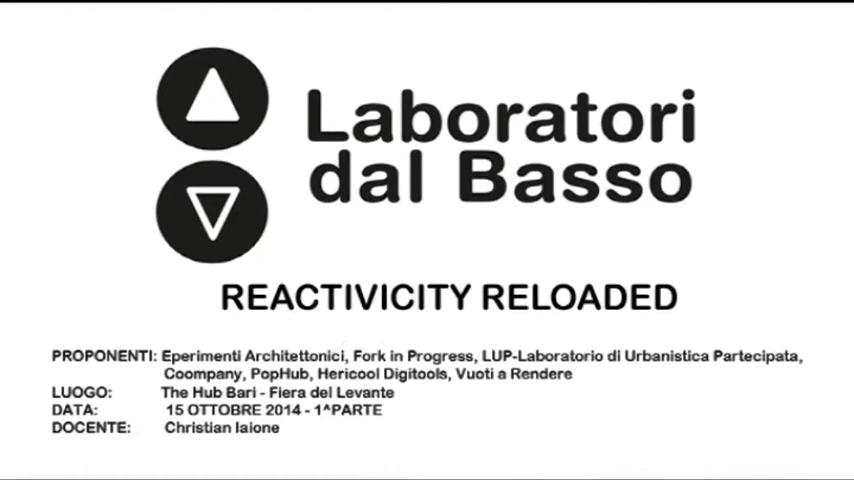 Laboratori
dal Basso
REACTIVICITY RELOADED
PROPONENTI: Eperimenti Architettonici, Fork in Progress, LUP-Laboratorio di Urbanistica Partecipata,
Coompany, PopHub, Hericool Digitools, Vuoti a Rendere
LUOGO: The Hub Bari - Fiera del Levante
DATA: 15 OTTOBRE 2014 - 1^PARTE
DOCENTE: Christian Iaione